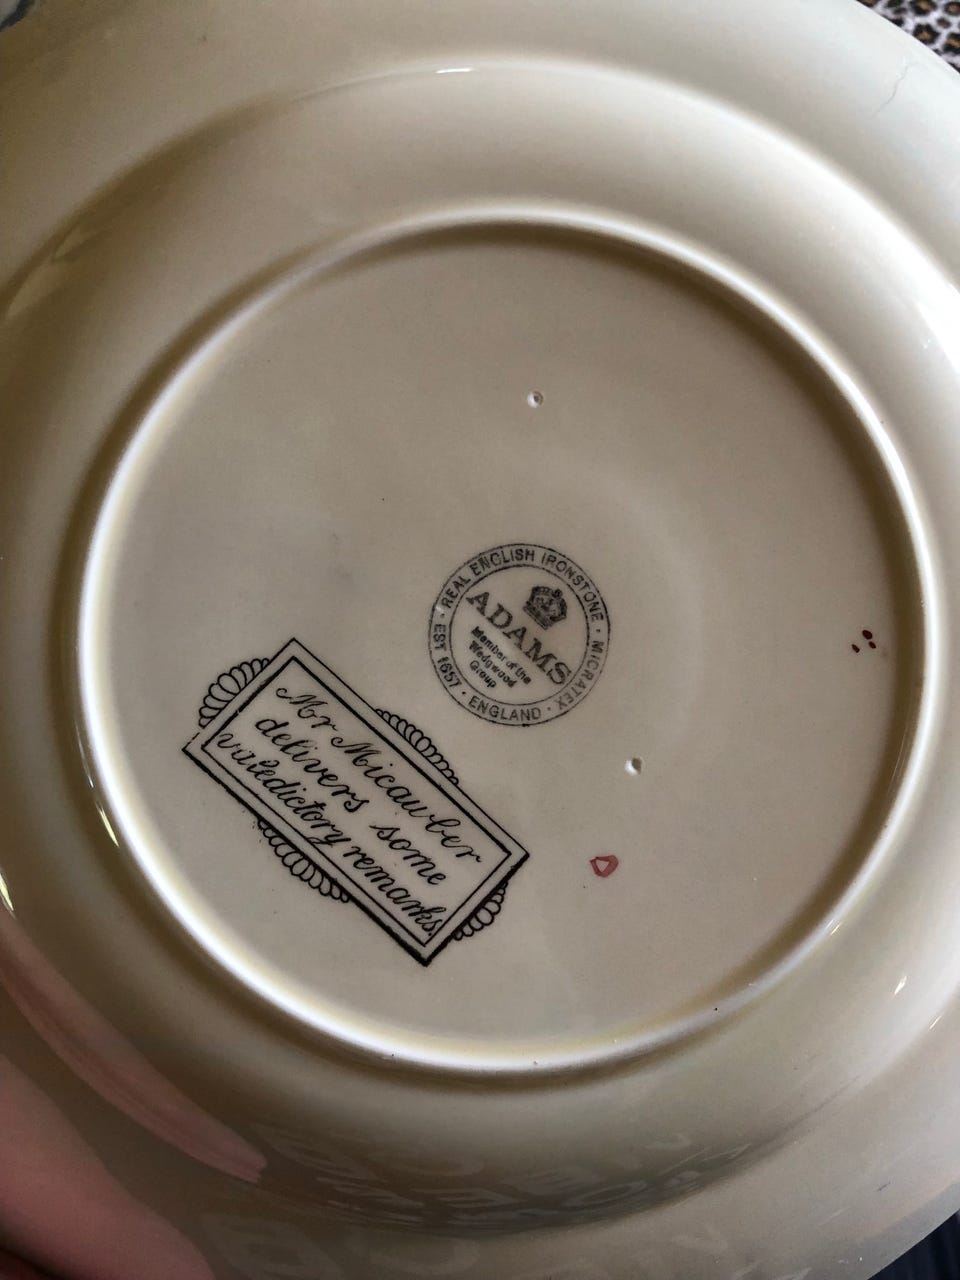 REAL ENGLISH IRONSTONE · MICRATEX · ENGLAND · EST 1657 ·
ADAMS
Member of the
Wedgwood
Group
Mr Micawber
delivers some
valedictory remarks